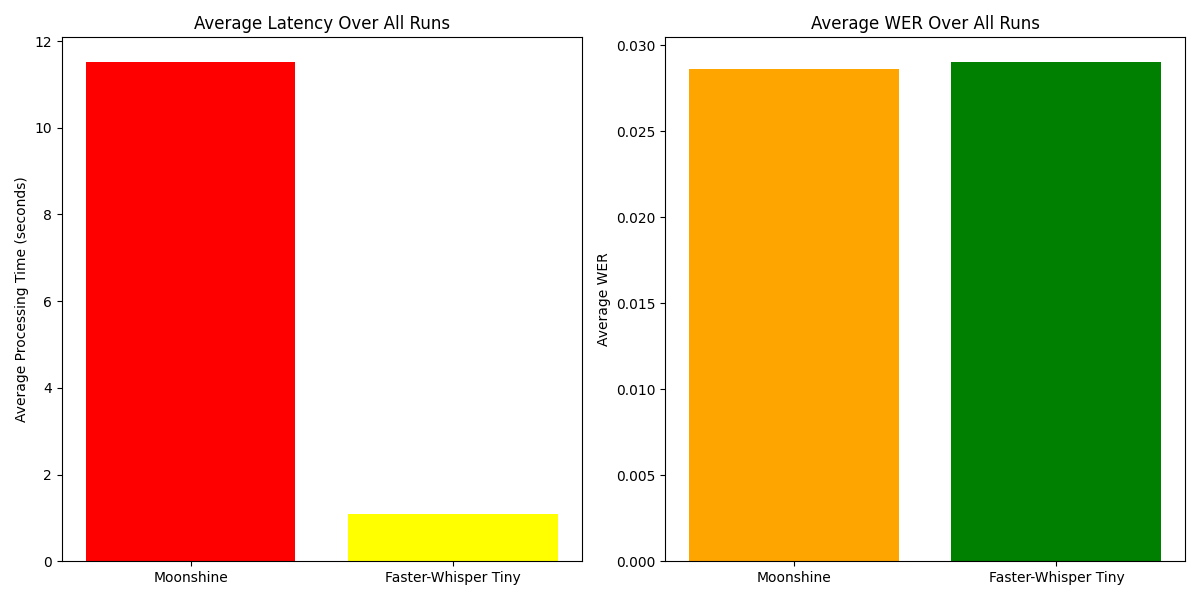 Average Latency Over All Runs
Average Processing Time (seconds)
12
10
8
6
4
2
0
Moonshine
Faster-Whisper Tiny
Average WER Over All Runs
Average WER
0.030
0.025
0.020
0.015
0.010
0.005
0.000
Moonshine
Faster-Whisper Tiny